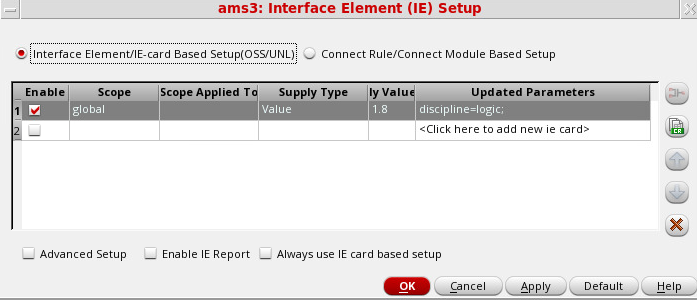 ams3: Interface Element (IE) Setup
Interface Element/IE-card Based Setup(OSS/UNL) Connect Rule/Connect Module Based Setup
Enable Scope Scope Applied To Supply Type ly Value Updated Parameters
1 global Value 1.8 discipline=logic;
2 <Click here to add new ie card>
CR
Advanced Setup Enable IE Report Always use IE card based setup
OK Cancel Apply Default Help